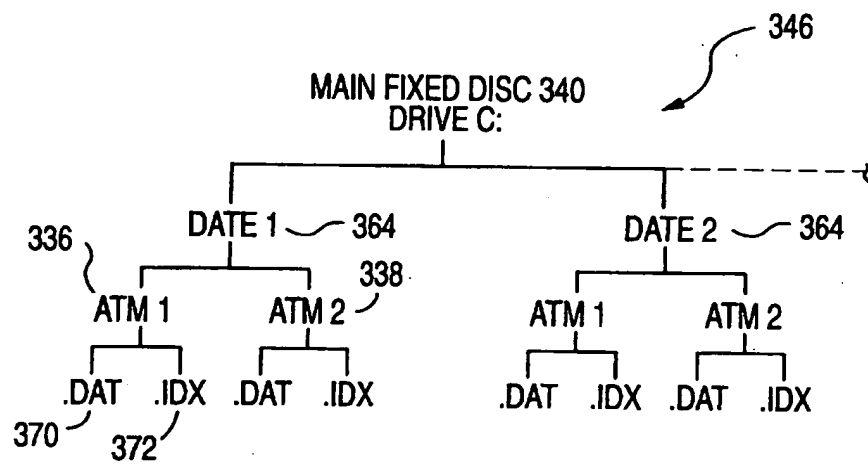 346
MAIN FIXED DISC 340
DRIVE C:
DATE 1 364 DATE 2 364
336 338
ATM 1 ATM 2 ATM 1 ATM 2
.DAT .IDX .DAT .IDX .DAT .IDX .DAT .IDX
370 372